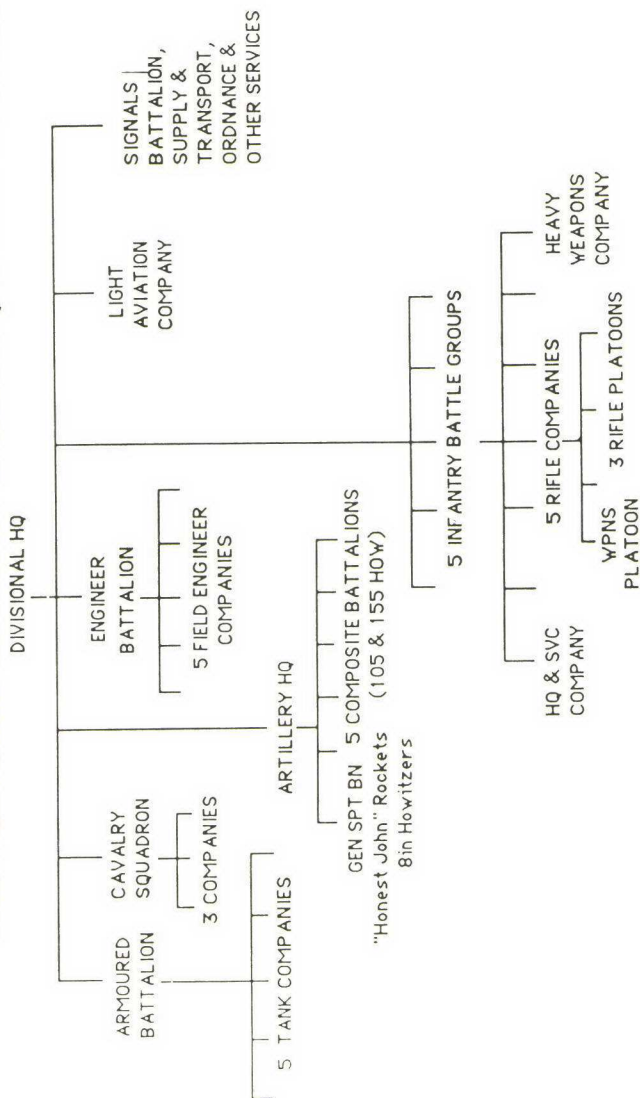 DIVISIONAL HQ
ARMOURED
BATTALION
5 TANK COMPANIES
CAVALRY
SQUADRON
3 COMPANIES
ARTILLERY HQ
GEN SPT BN
"Honest John" Rockets
8in Howitzers
5 COMPOSITE BATTALIONS
(105 & 155 HOW)
ENGINEER
BATTALION
5 FIELD ENGINEER
COMPANIES
5 INFANTRY BATTLE GROUPS
HQ & SVC
COMPANY
5 RIFLE COMPANIES
WPNS
PLATOON
3 RIFLE PLATOONS
HEAVY
WEAPONS
COMPANY
LIGHT
AVIATION
COMPANY
SIGNALS
BATTALION,
SUPPLY &
TRANSPORT,
ORDNANCE &
OTHER SERVICES